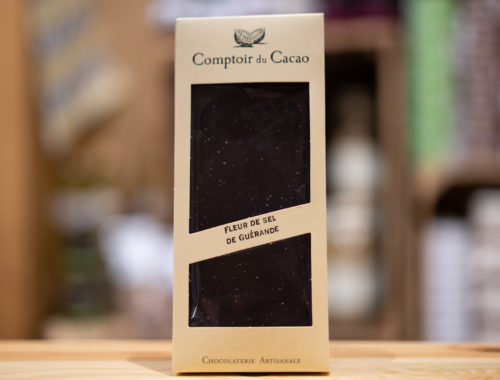 Comptoir du Cacao
FLEUR DE SEL
DE GUÉRANDE
Chocolaterie Artisanale